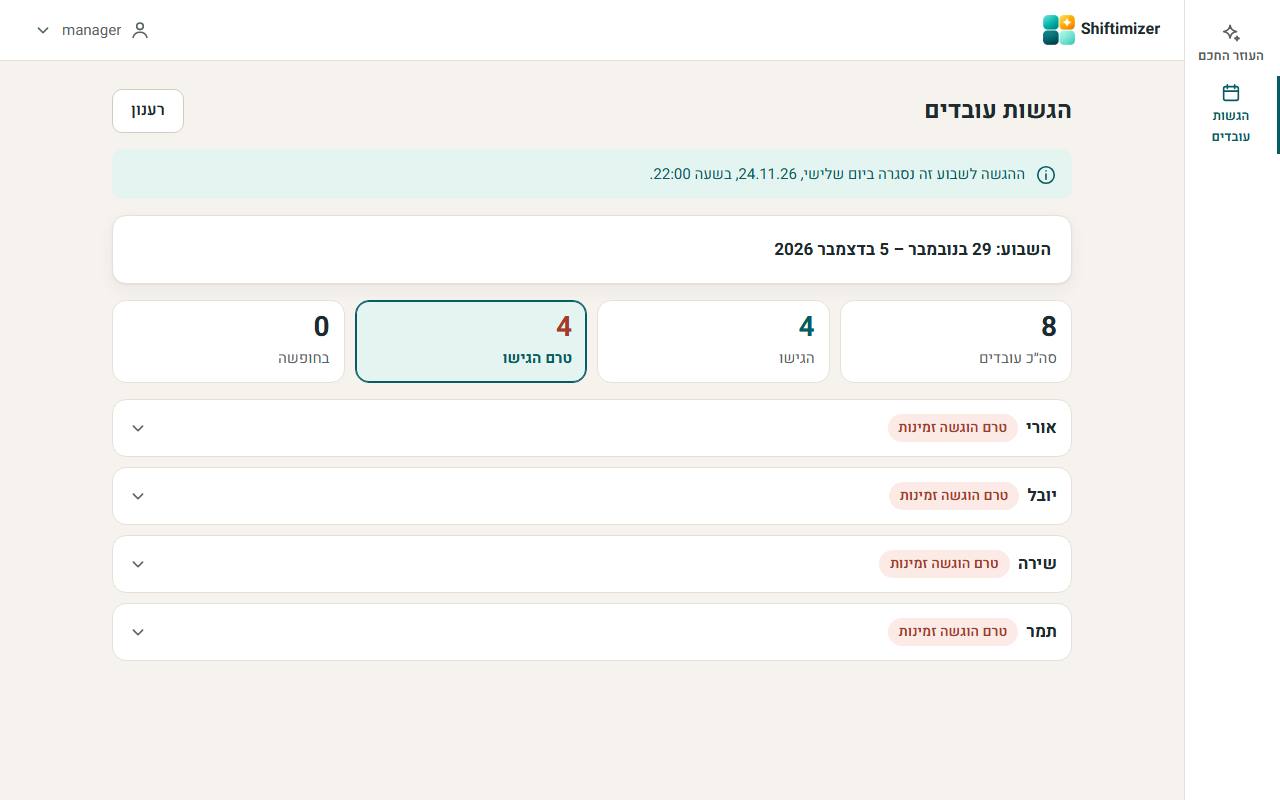 העוזר החכם
הגשות
עובדים
Shiftimizer
manager
הגשות עובדים
רענון
ההגשה לשבוע זה נסגרה ביום שלישי, 24.11.26, בשעה 22:00.
השבוע: 29 בנובמבר – 5 בדצמבר 2026
8
סה"כ עובדים
4
הגישו
4
טרם הגישו
0
בחופשה
אורי טרם הוגשה זמינות
יובל טרם הוגשה זמינות
שירה טרם הוגשה זמינות
תמר טרם הוגשה זמינות